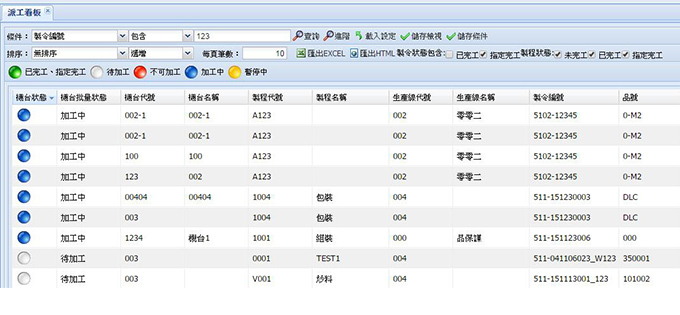 派工看板
條件： 製令編號 包含 123 查詢 進階 載入設定 儲存檢視 儲存條件
排序： 無排序 遞增 每頁筆數： 10 匯出EXCEL 匯出HTML 製令狀態包含: 已完工 指定完工 製程狀態: 未完工 已完工 指定完工
已完工、指定完工 待加工 不可加工 加工中 暫停中
機台狀態 機台批量狀態 機台代號 機台名稱 製程代號 製程名稱 生產線代號 生產線名稱 製令編號 品號
加工中 002-1 002-1 A123 002 零零二 5102-12345 0-M2
加工中 002-1 002-1 A123 002 零零二 5102-12345 0-M2
加工中 100 100 A123 002 零零二 5102-12345 0-M2
加工中 123 002 A123 002 零零二 5102-12345 0-M2
加工中 00404 00404 1004 包裝 004 511-151230003 DLC
加工中 003 1004 包裝 004 511-151230003 DLC
加工中 1234 機台1 1001 組裝 000 品保課 511-151123006 000
待加工 003 0001 TEST1 004 511-041106023_W123 350001
待加工 003 V001 炒料 004 511-151113001_123 101002